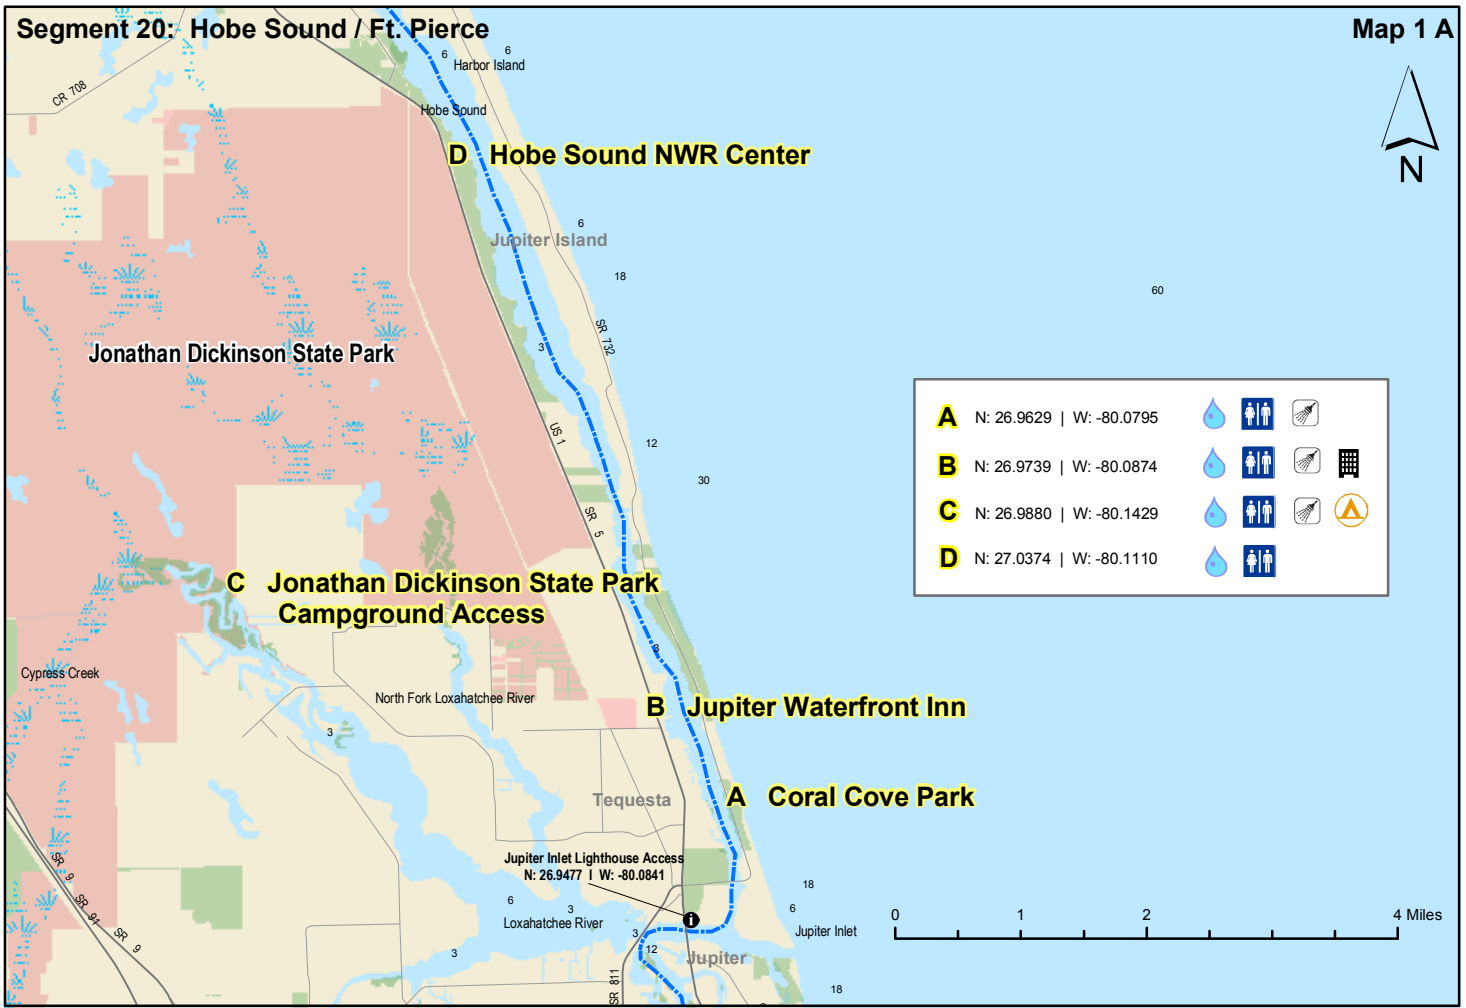 Segment 20: Hobe Sound / Ft. Pierce
Map 1 A
6
6
Harbor Island
CR 708
Hobe Sound
N
D Hobe Sound NWR Center
6
Jupiter Island
18
60
SR 732
3
Jonathan Dickinson State Park
A N: 26.9629 | W: -80.0795
B N: 26.9739 | W: -80.0874
C N: 26.9880 | W: -80.1429
D N: 27.0374 | W: -80.1110
US 1
12
30
SR 5
C Jonathan Dickinson State Park
Campground Access
3
Cypress Creek
North Fork Loxahatchee River
B Jupiter Waterfront Inn
3
Tequesta
A Coral Cove Park
Jupiter Inlet Lighthouse Access
N: 26.9477 I W: -80.0841
SR 9
SR 91
SR 9
18
6
3
6
Loxahatchee River
i
0 1 2 4 Miles
3
12
Jupiter Inlet
3
Jupiter
SR 811
18